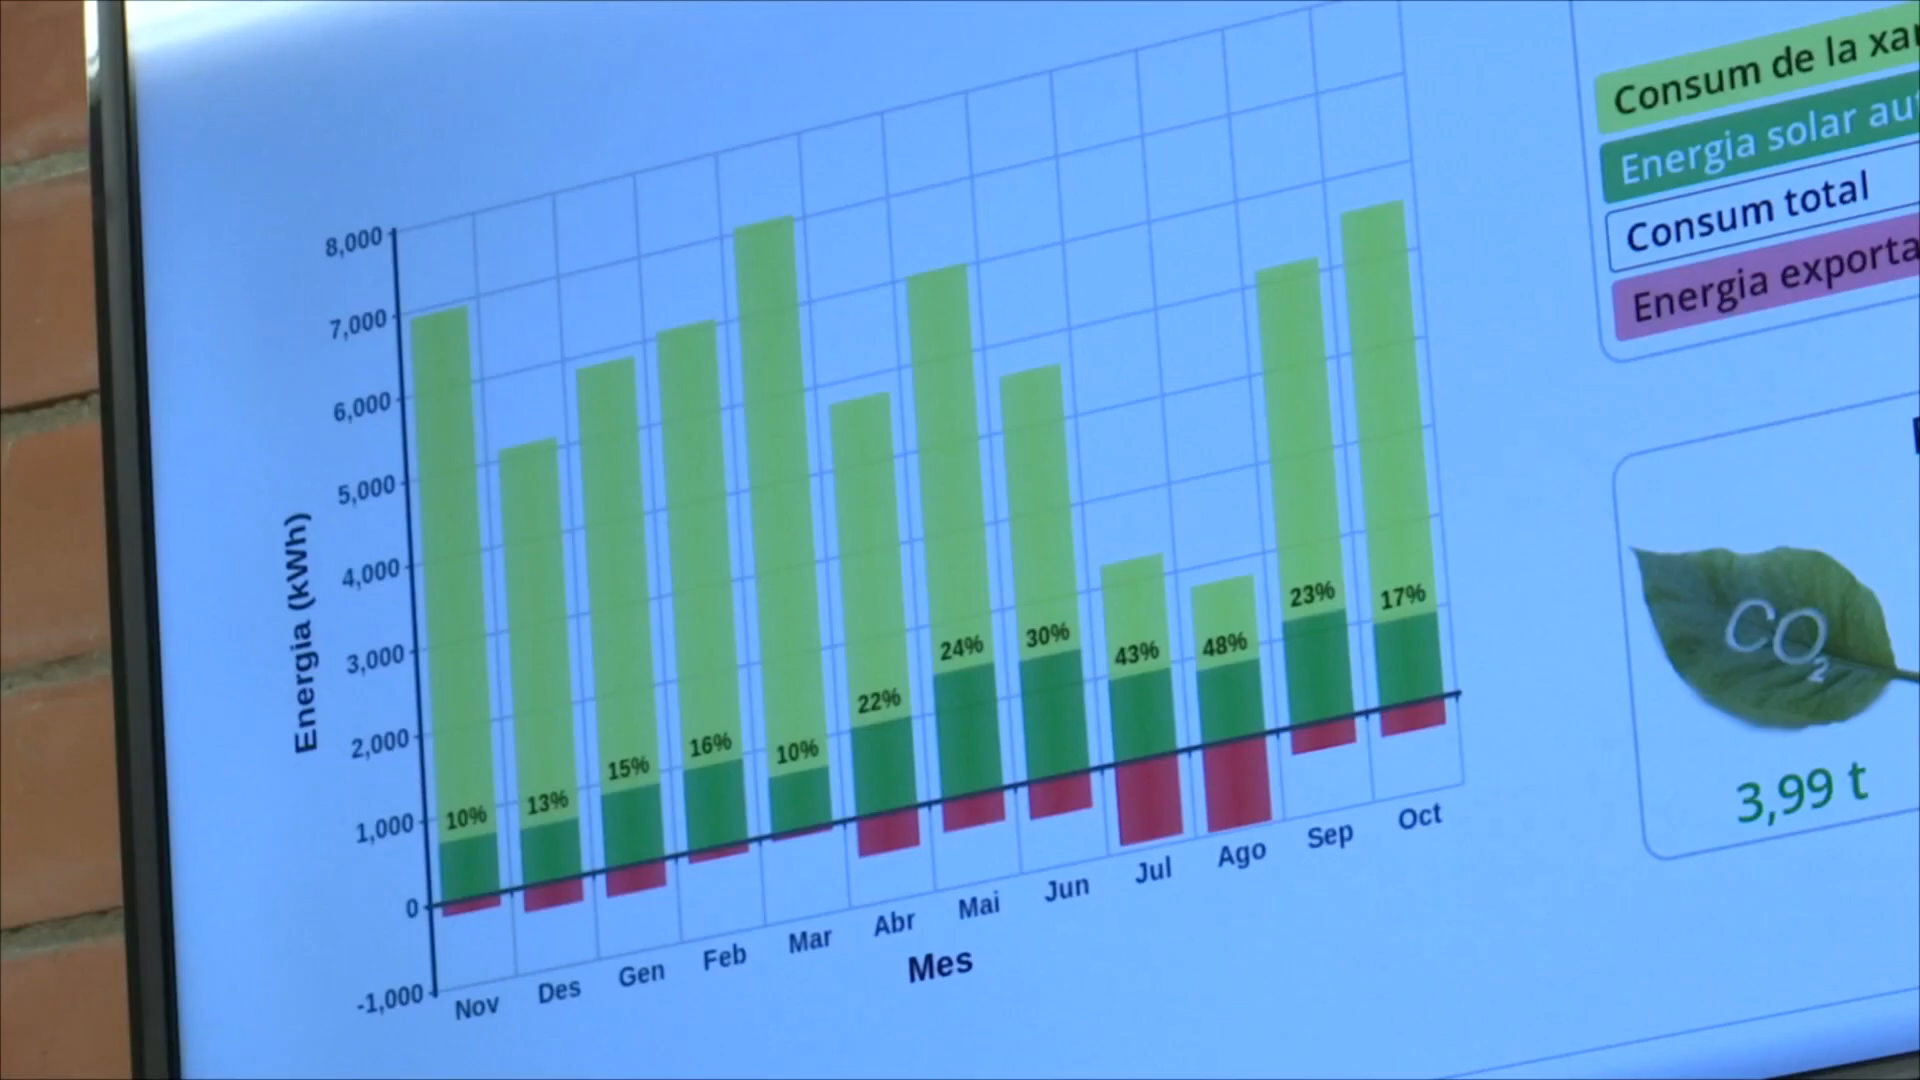 8,000
7,000
6,000
5,000
4,000
3,000
2,000
1,000
0
-1,000
Energia (kWh)
10%
13%
15%
16%
10%
22%
24%
30%
43%
48%
23%
17%
Nov
Des
Gen
Feb
Mar
Abr
Mai
Jun
Jul
Ago
Sep
Oct
Mes
Consum de la
Energia solar
Consum total
Energia
CO2
3,99 t